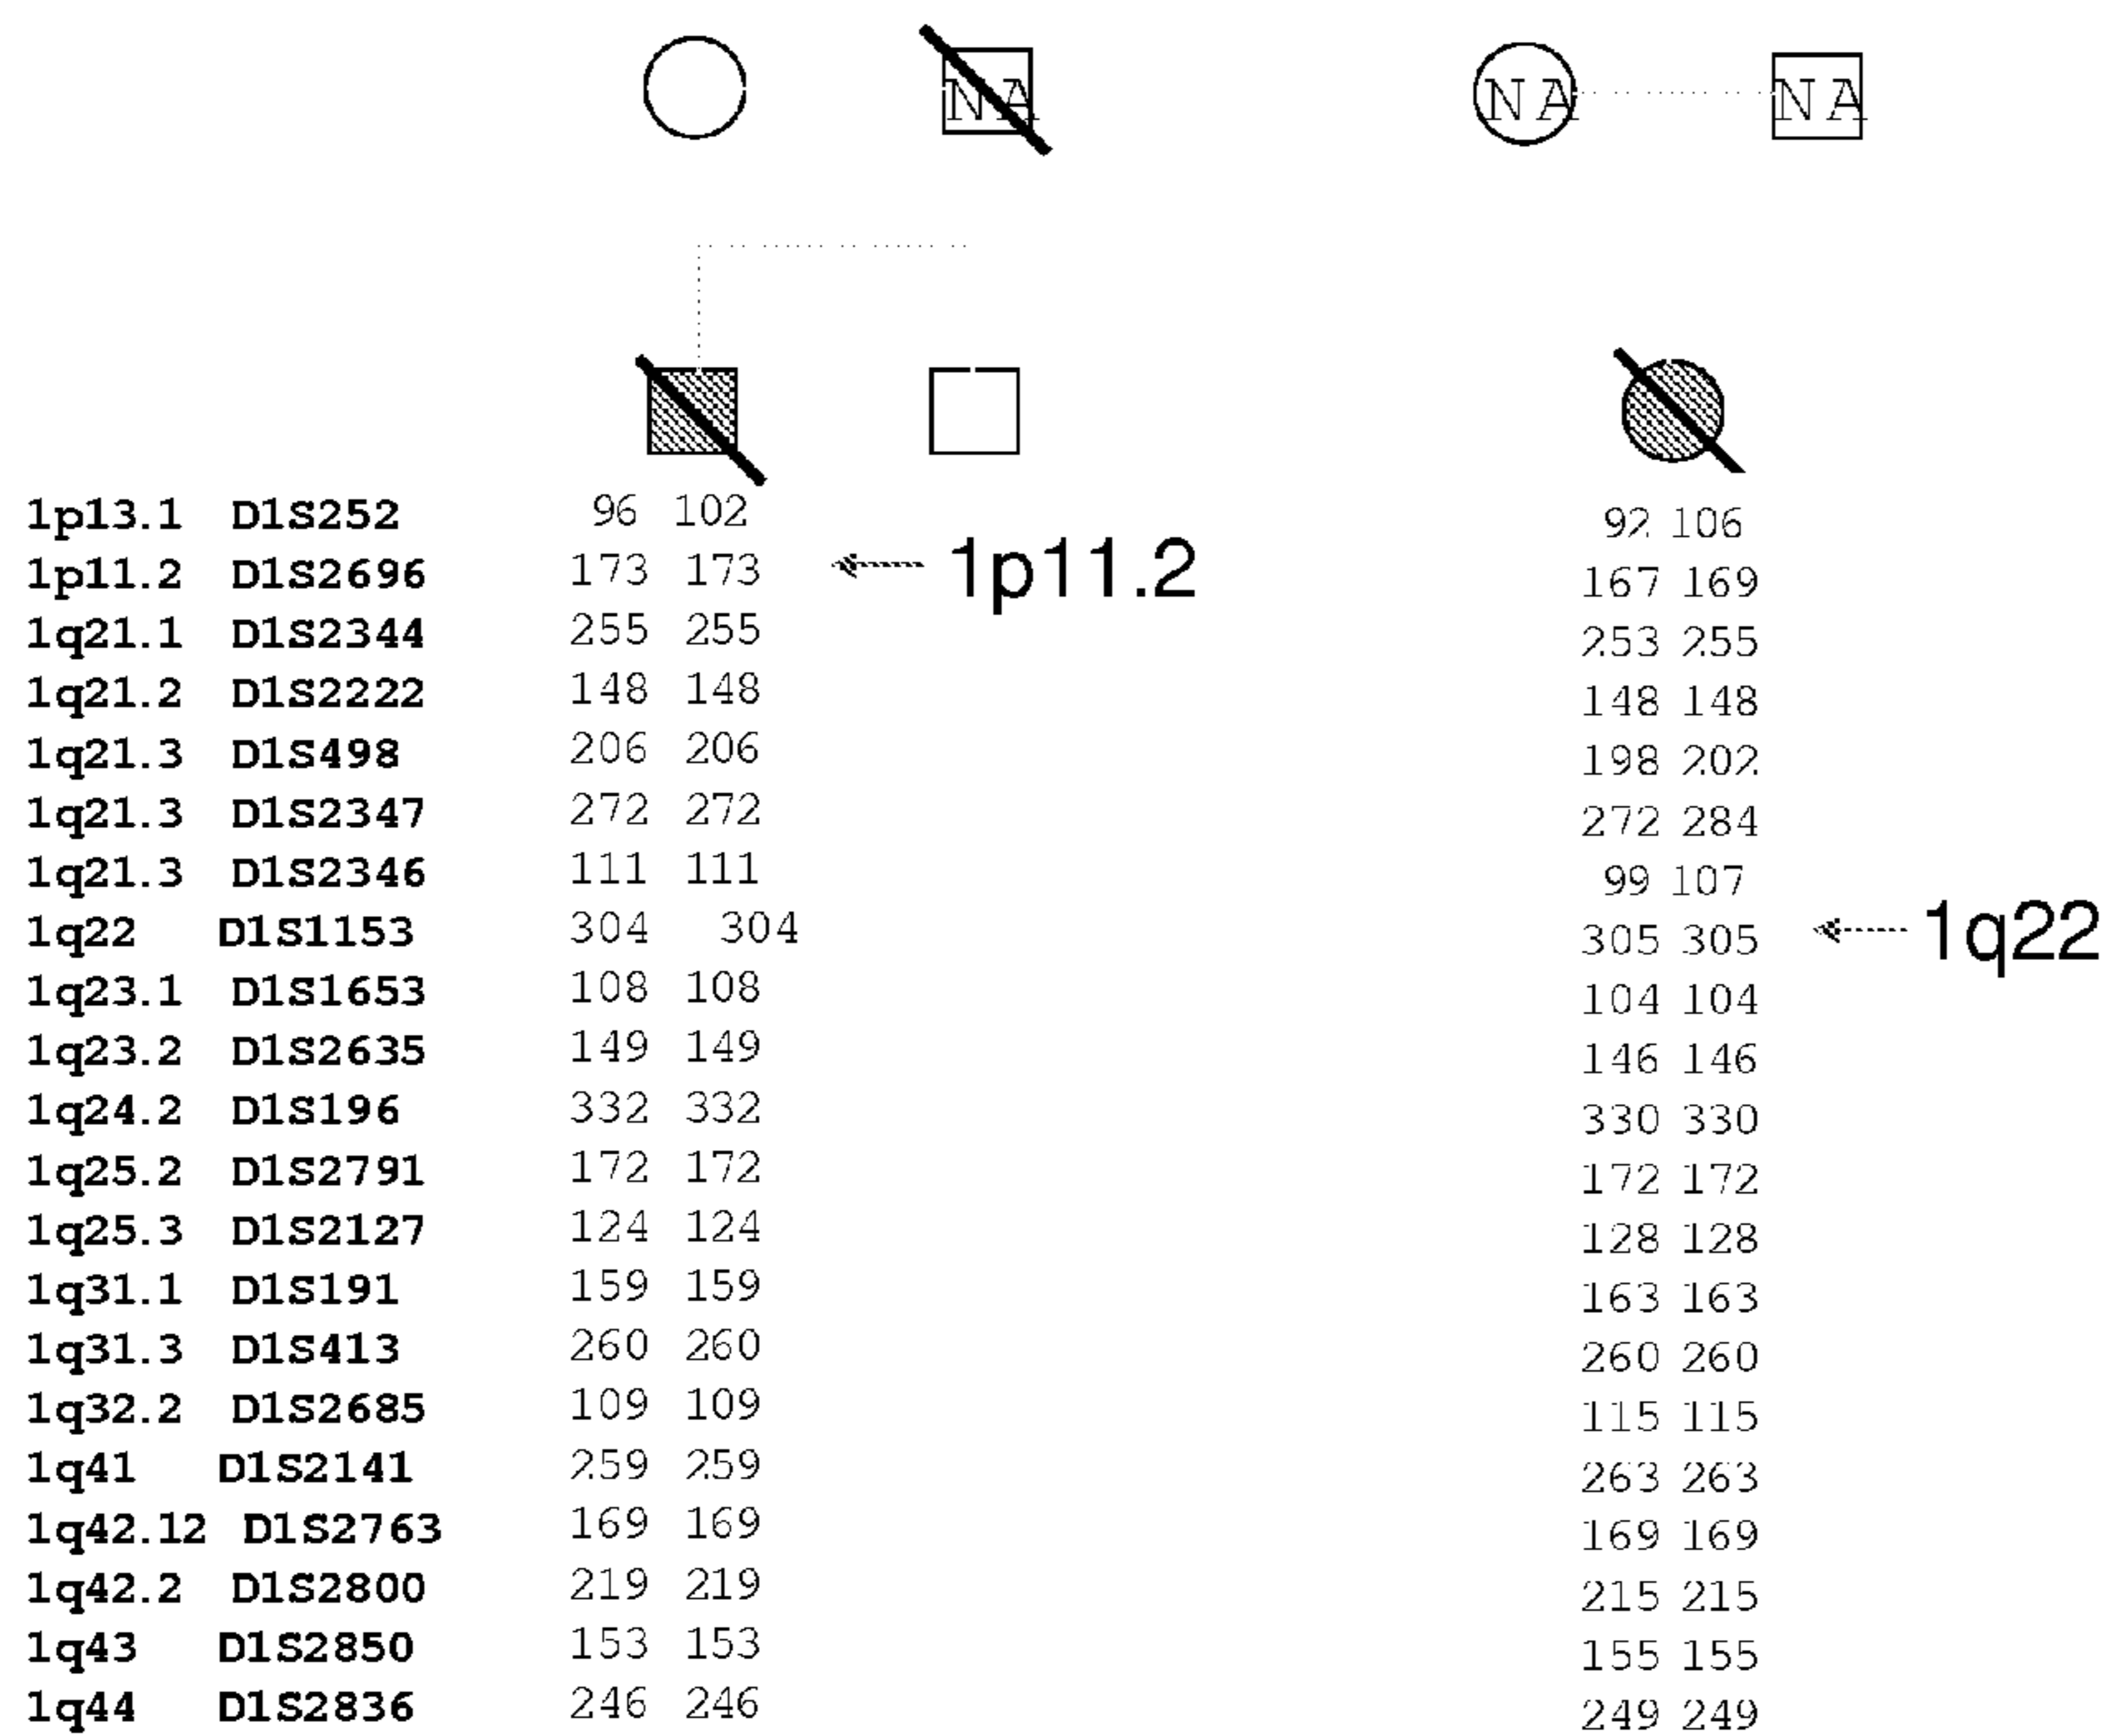 NA NA NA
1p13.1 D1S252 96 102 92 106
1p11.2 D1S2696 173 173 1p11.2 167 169
1q21.1 D1S2344 255 255 253 255
1q21.2 D1S2222 148 148 148 148
1q21.3 D1S498 206 206 198 202
1q21.3 D1S2347 272 272 272 284
1q21.3 D1S2346 111 111 99 107
1q22 D1S1153 304 304 305 305 1q22
1q23.1 D1S1653 108 108 104 104
1q23.2 D1S2635 149 149 146 146
1q24.2 D1S196 332 332 330 330
1q25.2 D1S2791 172 172 172 172
1q25.3 D1S2127 124 124 128 128
1q31.1 D1S191 159 159 163 163
1q31.3 D1S413 260 260 260 260
1q32.2 D1S2685 109 109 115 115
1q41 D1S2141 259 259 263 263
1q42.12 D1S2763 169 169 169 169
1q42.2 D1S2800 219 219 215 215
1q43 D1S2850 153 153 155 155
1q44 D1S2836 246 246 249 249